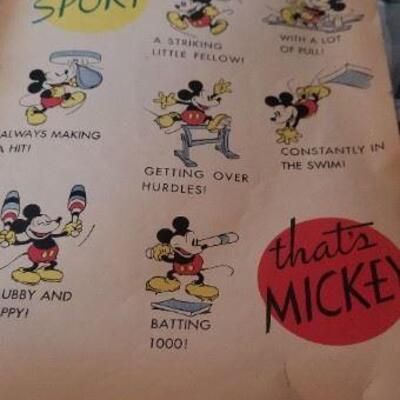 SPORT
A STRIKING
LITTLE FELLOW!
WITH A LOT
OF PULL!
ALWAYS MAKING
A HIT!
GETTING OVER
HURDLES!
CONSTANTLY IN
THE SWIM!
UBBY AND
PPY!
BATTING
1000!
that's
MICKEY